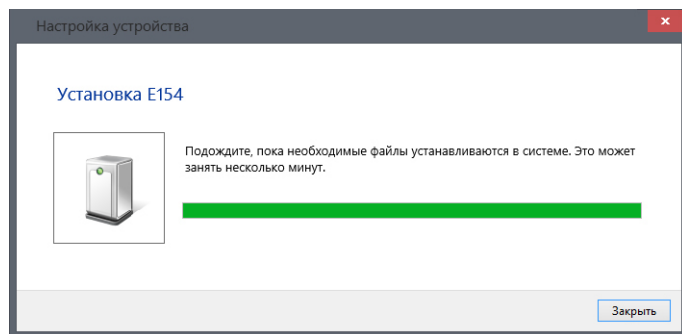 Настройка устройства
Установка E154
Подождите, пока необходимые файлы устанавливаются в системе. Это может
занять несколько минут.
Закрыть